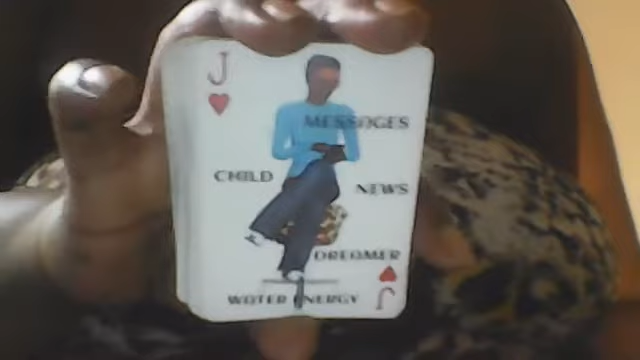 J
MESSAGES
CHILD
NEWS
DREAMER
WATER ENERGY
J